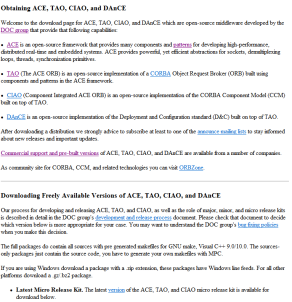 Obtaining ACE, TAO, CIAO, and DAnCE
Welcome to the download page for ACE, TAO, CIAO, and DAnCE which are open-source middleware developed by the
DOC group that provide that following capabilities:
• ACE is an open-source framework that provides many components and patterns for developing high-performance,
distributed real-time and embedded systems. ACE provides powerful, yet efficient abstractions for sockets, demultiplexing
loops, threads, synchronization primitives.
• TAO (The ACE ORB) is an open-source implementation of a CORBA Object Request Broker (ORB) built using
components and patterns in the ACE framework.
• CIAO (Component Integrated ACE ORB) is an open-source implementation of the CORBA Component Model (CCM)
built on top of TAO.
• DAnCE is an open-source implementation of the Deployment and Configuration standard (D&C) built on top of TAO.
After downloading a distribution we strongly advice to subscribe at least to one of the announce mailing lists to stay informed
about new releases and important updates.
Commercial support and pre-built versions of ACE, TAO, CIAO, and DAnCE are available from a number of companies.
As community site for CORBA, CCM, and related technologies you can visit ORBZone.
Downloading Freely Available Versions of ACE, TAO, CIAO, and DAnCE
Our process for developing and releasing ACE, TAO, and CIAO, as well as the role of major, minor, and micro release kits
is described in detail in the DOC group's development and release process document. Please check that document to decide
which version below is more appropriate for your case. You may want to understand the DOC group's bug fixing policies
when you make this decision.
The full packages do contain all sources with pre generated makefiles for GNU make, Visual C++ 9.0/10.0. The sources-
only packages just contain the source code, you have to generate your own makefiles with MPC.
If you are using Windows download a package with a .zip extension, these packages have Windows line feeds. For all other
platforms download a .gz/.bz2 package.
• Latest Micro Release Kit. The latest version of the ACE, TAO, and CIAO micro release kit is available for
download below.